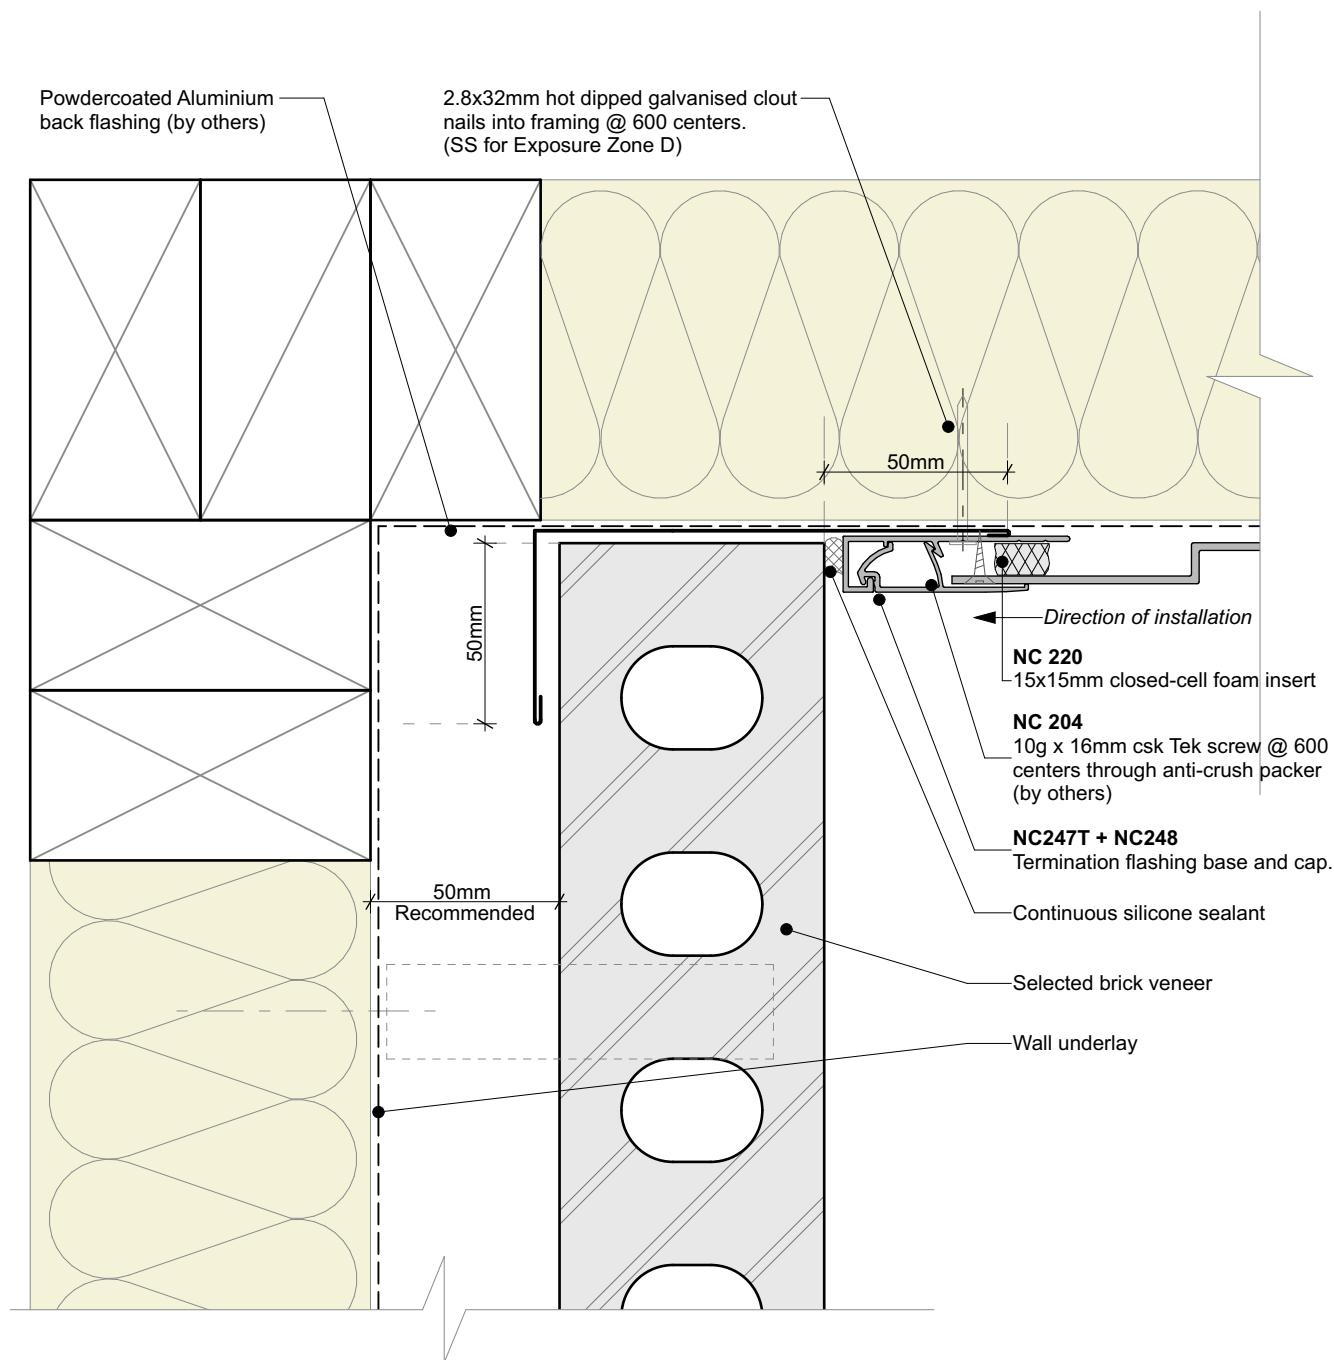 Powdercoated Aluminium
back flashing (by others)
2.8x32mm hot dipped galvanised clout
nails into framing @ 600 centers.
(SS for Exposure Zone D)
50mm
50mm
Direction of installation
NC 220
15x15mm closed-cell foam insert
NC 204
10g x 16mm csk Tek screw @ 600
centers through anti-crush packer
(by others)
NC247T + NC248
Termination flashing base and cap.
50mm
Recommended
Continuous silicone sealant
Selected brick veneer
Wall underlay